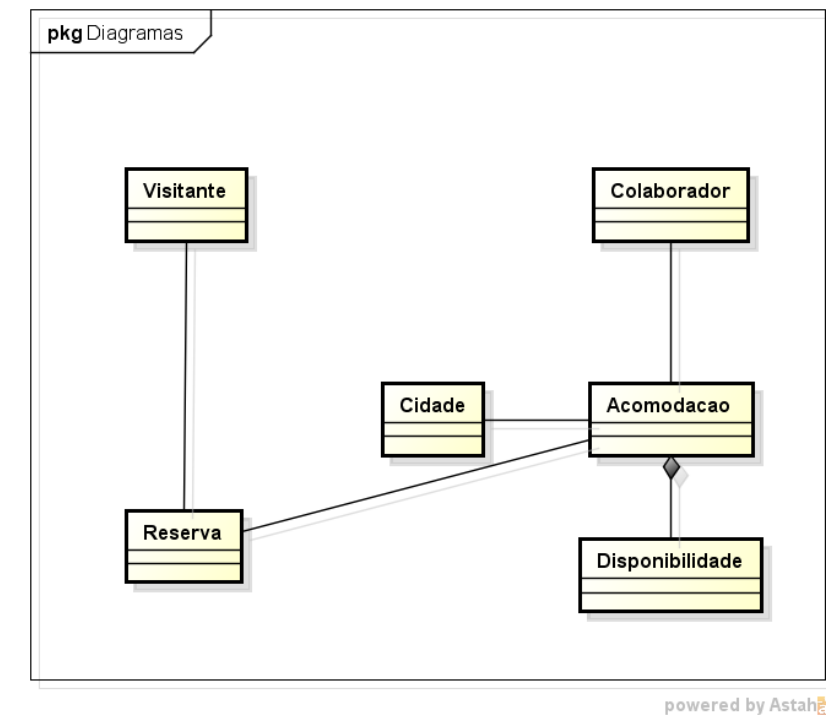 pkg Diagramas
Visitante
Colaborador
Cidade
Acomodacao
Reserva
Disponibilidade
powered by Astah